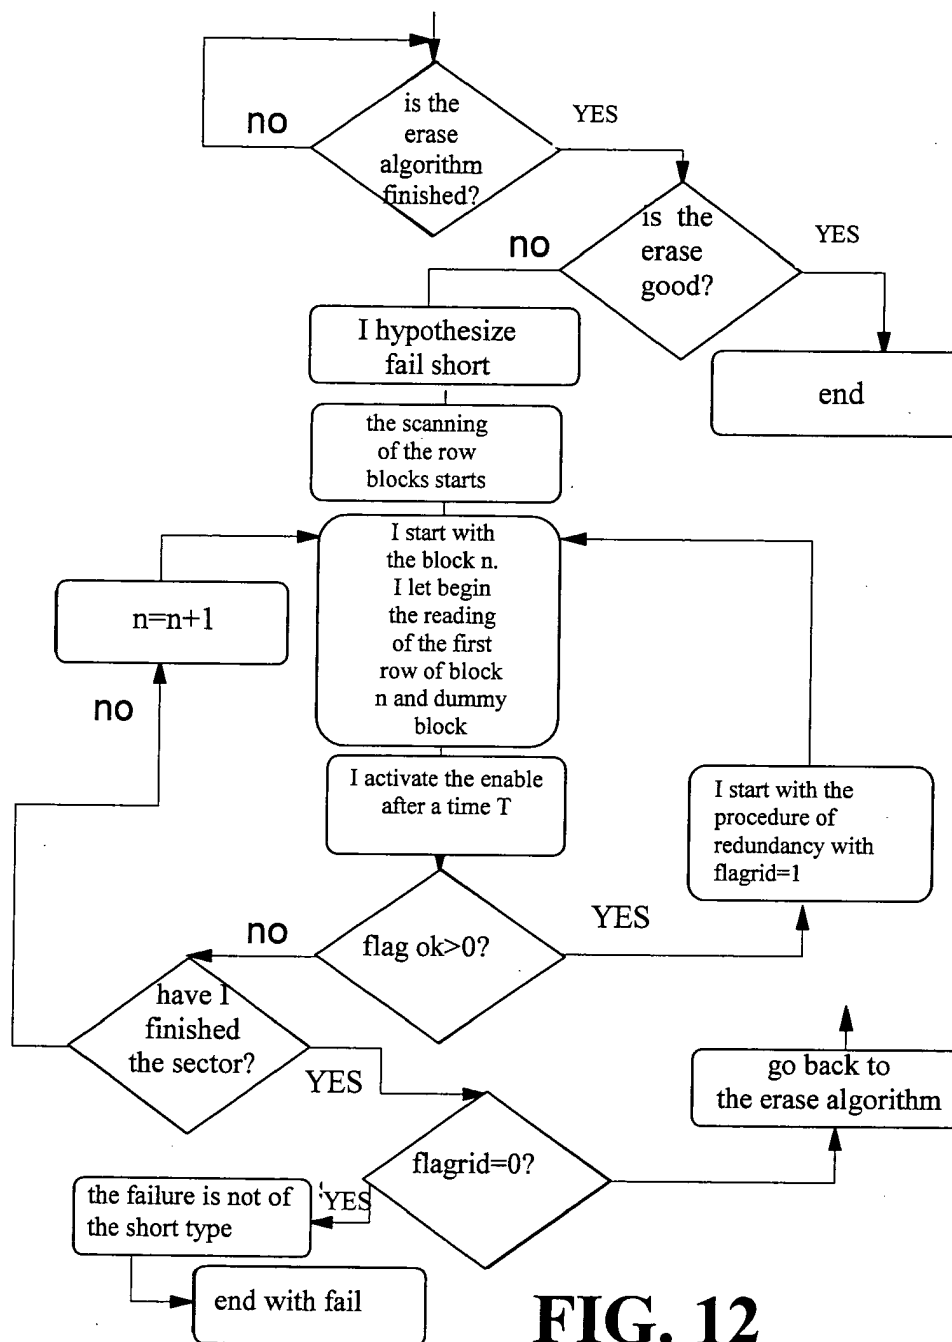 is the
erase
algorithm
finished?
no
YES
is the
erase
good?
no
YES
I hypothesize
fail short
end
the scanning
of the row
blocks starts
I start with
the block n.
I let begin
the reading
of the first
row of block
n and dummy
block
n=n+1
no
I activate the enable
after a time T
I start with the
procedure of
redundancy with
flagrid=1
flag ok>0?
no
YES
have I
finished
the sector?
YES
go back to
the erase algorithm
flagrid=0?
YES
the failure is not of
the short type
end with fail
FIG. 12